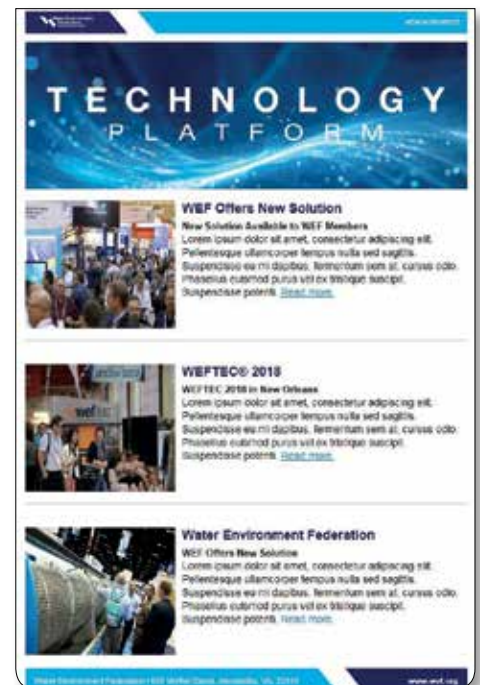 TECHNOLOGY
PLATFORM
WEF Offers New Solution
New Solution Available to WEF Members
Lorem ipsum dolor sit amet, consectetur adipiscing elit.
Pellentesque ullamcorper tempus nulla sed sagittis.
Suspendisse eu mi dapibus, fermentum sem at, cursus odio.
Phasellus euismod purus vel ex tristique suscipit.
Suspendisse potenti. Read more.
WEFTEC® 2018
WEFTEC 2018 in New Orleans
Lorem ipsum dolor sit amet, consectetur adipiscing elit.
Pellentesque ullamcorper tempus nulla sed sagittis.
Suspendisse eu mi dapibus, fermentum sem at, cursus odio.
Phasellus euismod purus vel ex tristique suscipit.
Suspendisse potenti. Read more.
Water Environment Federation
WEF Offers New Solution
Lorem ipsum dolor sit amet, consectetur adipiscing elit.
Pellentesque ullamcorper tempus nulla sed sagittis.
Suspendisse eu mi dapibus, fermentum sem at, cursus odio.
Phasellus euismod purus vel ex tristique suscipit.
Suspendisse potenti. Read more.
Water Environment Federation Alexandria, VA, www.wef.org